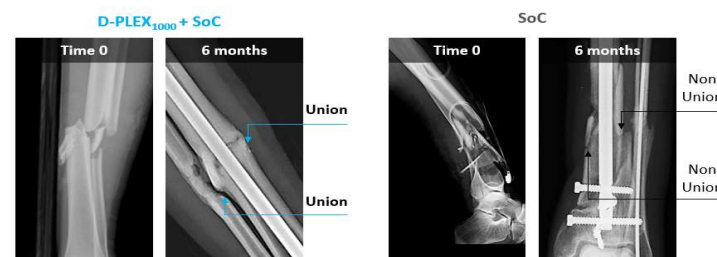 D-PLEX1000 + SoC
SoC
Time 0
6 months
Time 0
6 months
Union
Union
Non
Union
Non
Union